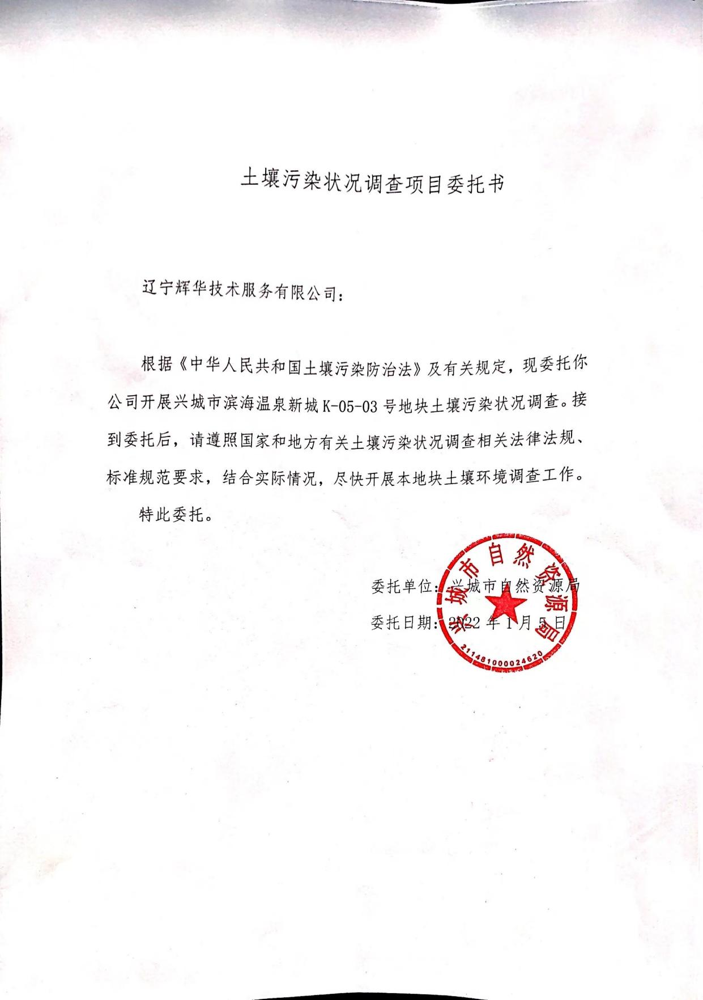 土壤污染状况调查项目委托书
辽宁辉华技术服务有限公司：
根据《中华人民共和国土壤污染防治法》及有关规定，现委托你
公司开展兴城市滨海温泉新城K-05-03号地块土壤污染状况调查。接
到委托后，请遵照国家和地方有关土壤污染状况调查相关法律法规、
标准规范要求，结合实际情况，尽快开展本地块土壤环境调查工作。
特此委托。
委托单位：兴城市自然资源局
委托日期：2022年1月5日
兴城市自然资源局
211481000024620